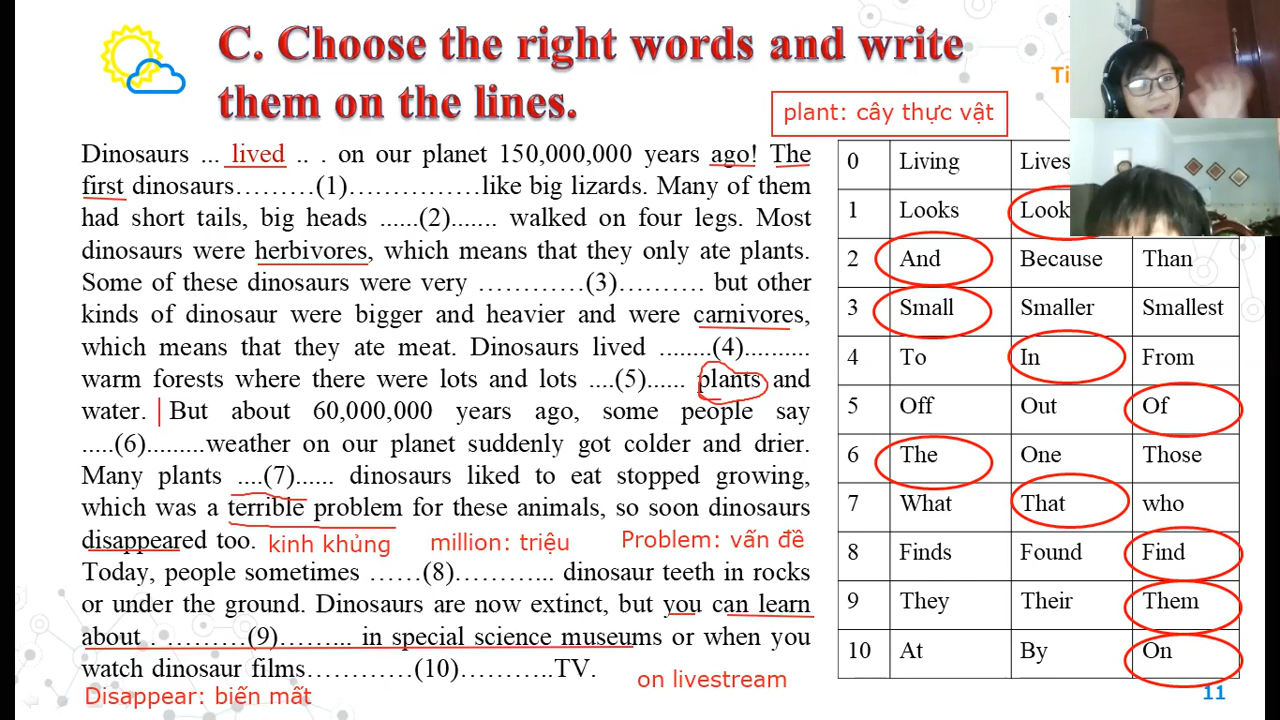 C. Choose the right words and write
them on the lines.
Ti
plant: cây thực vật
Dinosaurs ... lived .. . on our planet 150,000,000 years ago! The
first dinosaurs………(1)……………like big lizards. Many of them
had short tails, big heads ......(2)....... walked on four legs. Most
dinosaurs were herbivores, which means that they only ate plants.
Some of these dinosaurs were very …………(3)………. but other
kinds of dinosaur were bigger and heavier and were carnivores,
which means that they ate meat. Dinosaurs lived ........(4)..........
warm forests where there were lots and lots ....(5)...... plants and
water. But about 60,000,000 years ago, some people say
.....(6).........weather on our planet suddenly got colder and drier.
Many plants ....(7)...... dinosaurs liked to eat stopped growing,
which was a terrible problem for these animals, so soon dinosaurs
disappeared too. kinh khủng million: triệu Problem: vấn đề
Today, people sometimes ……(8)………... dinosaur teeth in rocks
or under the ground. Dinosaurs are now extinct, but you can learn
about . ………(9)……... in special science museums or when you
watch dinosaur films…………(10)………..TV.
on livestream
Disappear: biến mất
0 Living Lives
1 Looks Look
2 And Because Than
3 Small Smaller Smallest
4 To In From
5 Off Out Of
6 The One Those
7 What That who
8 Finds Found Find
9 They Their Them
10 At By On
11